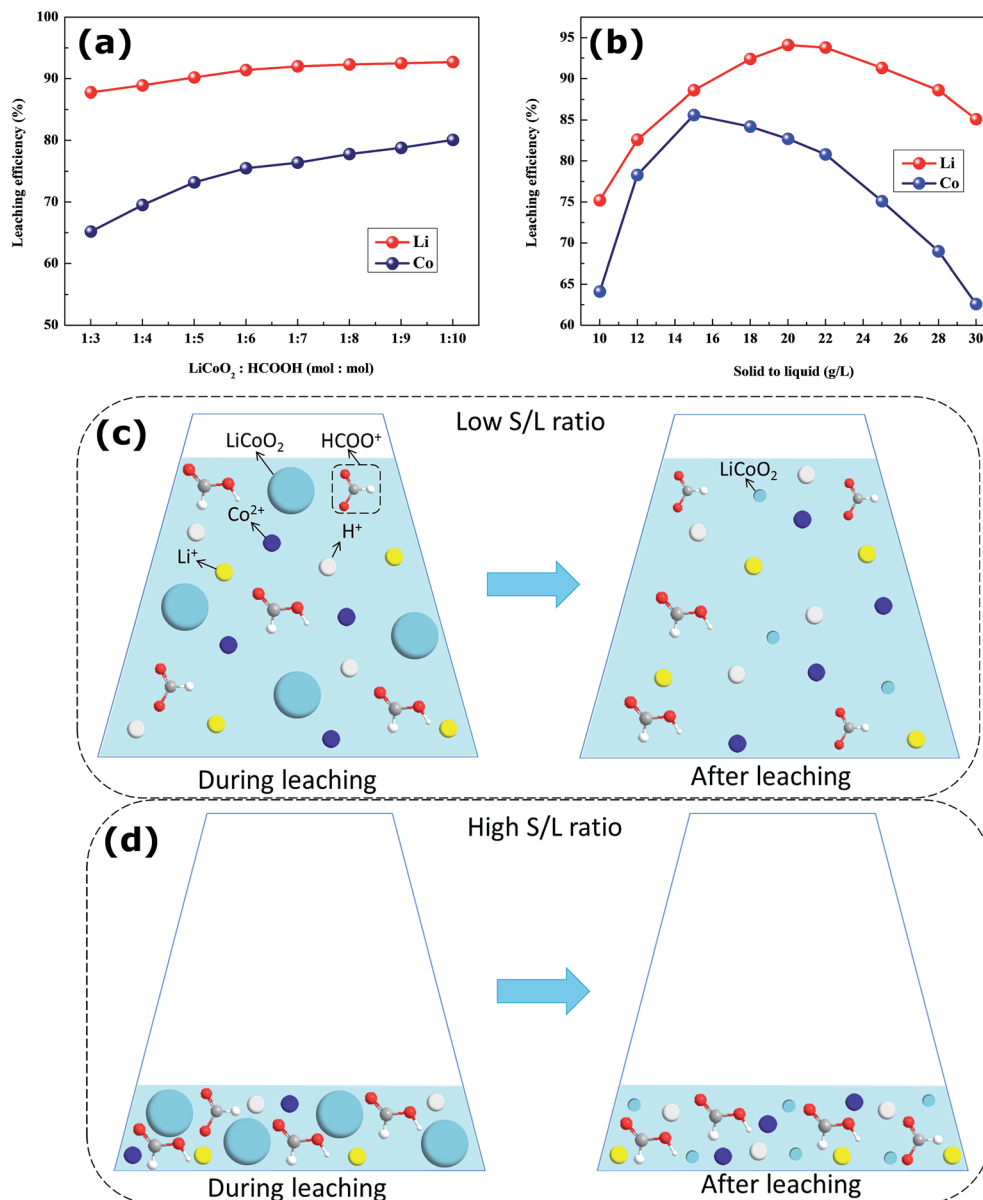 (a)
100
90
80
70
60
50
Leaching efficiency (%)
Li
Co
1:3 1:4 1:5 1:6 1:7 1:8 1:9 1:10
LiCoO₂ : HCOOH (mol : mol)
(b)
95
90
85
80
75
70
65
60
Leaching efficiency (%)
Li
Co
10 12 14 16 18 20 22 24 26 28 30
Solid to liquid (g/L)
(c)
Low S/L ratio
LiCoO₂
HCOO⁺
Co²⁺
H⁺
Li⁺
LiCoO₂
During leaching
After leaching
(d)
High S/L ratio
During leaching
After leaching